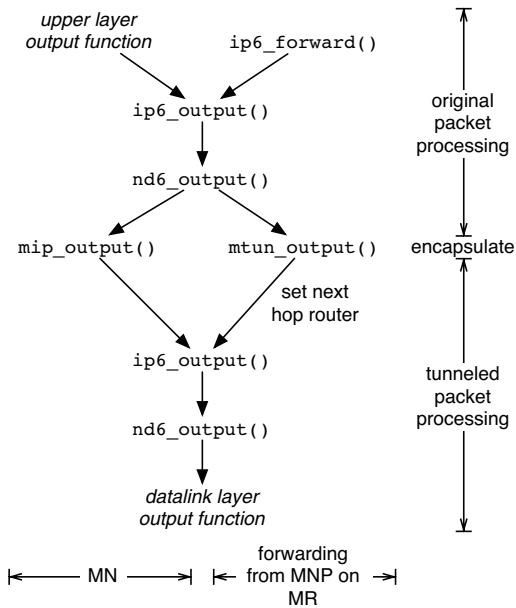 upper layer
output function
ip6_forward()
ip6_output()
original
packet
processing
nd6_output()
mip_output()
mtun_output()
encapsulate
set next
hop router
ip6_output()
tunneled
packet
processing
nd6_output()
datalink layer
output function
MN
forwarding
from MNP on
MR